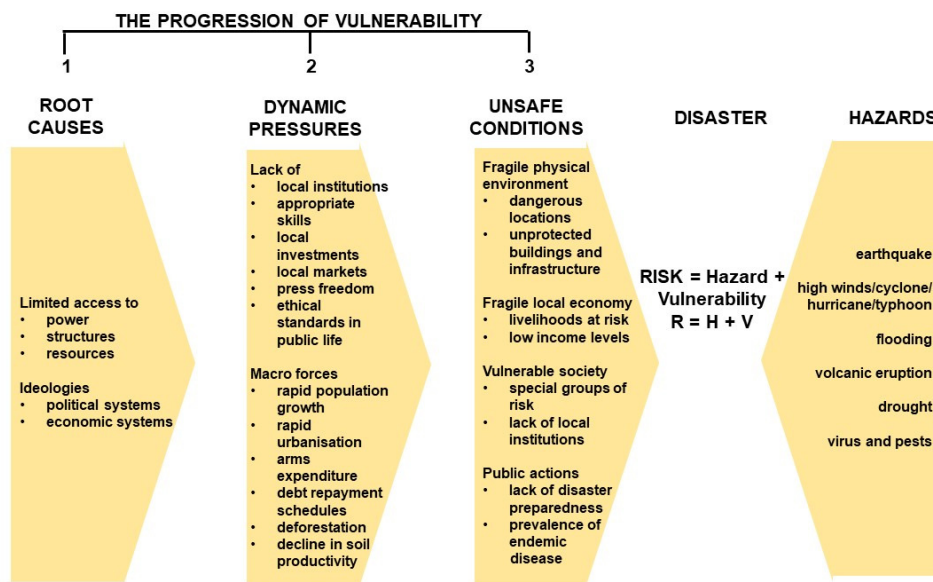 THE PROGRESSION OF VULNERABILITY
1
2
3
ROOT
CAUSES
Limited access to
• power
• structures
• resources
Ideologies
• political systems
• economic systems
DYNAMIC
PRESSURES
Lack of
• local institutions
• appropriate
skills
• local
investments
• local markets
• press freedom
• ethical
standards in
public life
Macro forces
• rapid population
growth
• rapid
urbanisation
• arms
expenditure
• debt repayment
schedules
• deforestation
• decline in soil
productivity
UNSAFE
CONDITIONS
Fragile physical
environment
• dangerous
locations
• unprotected
buildings and
infrastructure
Fragile local economy
• livelihoods at risk
• low income levels
Vulnerable society
• special groups of
risk
• lack of local
institutions
Public actions
• lack of disaster
preparedness
• prevalence of
endemic
disease
DISASTER
RISK = Hazard +
Vulnerability
R = H + V
HAZARDS
earthquake
high winds/cyclone/
hurricane/typhoon
flooding
volcanic eruption
drought
virus and pests